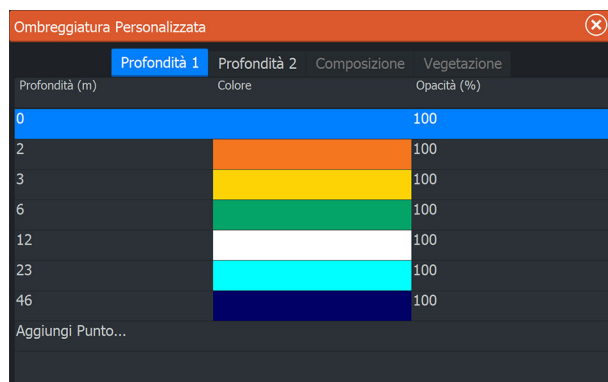 Ombreggiatura Personalizzata
Profondità 1 Profondità 2 Composizione Vegetazione
Profondità (m) Colore Opacità (%)
0 100
2 100
3 100
6 100
12 100
23 100
46 100
Aggiungi Punto...